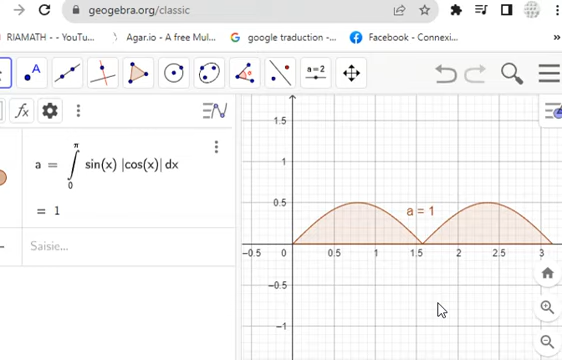 geogebra.org/classic
RIAMATH - - YouTu...
Agar.io - A free Mul...
google traduction -...
Facebook - Connexi...
A
a = 2
fx
a = ∫₀^π sin(x) |cos(x)| dx
= 1
Saisie...
1.5
1
0.5
a = 1
-0.5
0
0.5
1
1.5
2
2.5
3
-0.5
-1